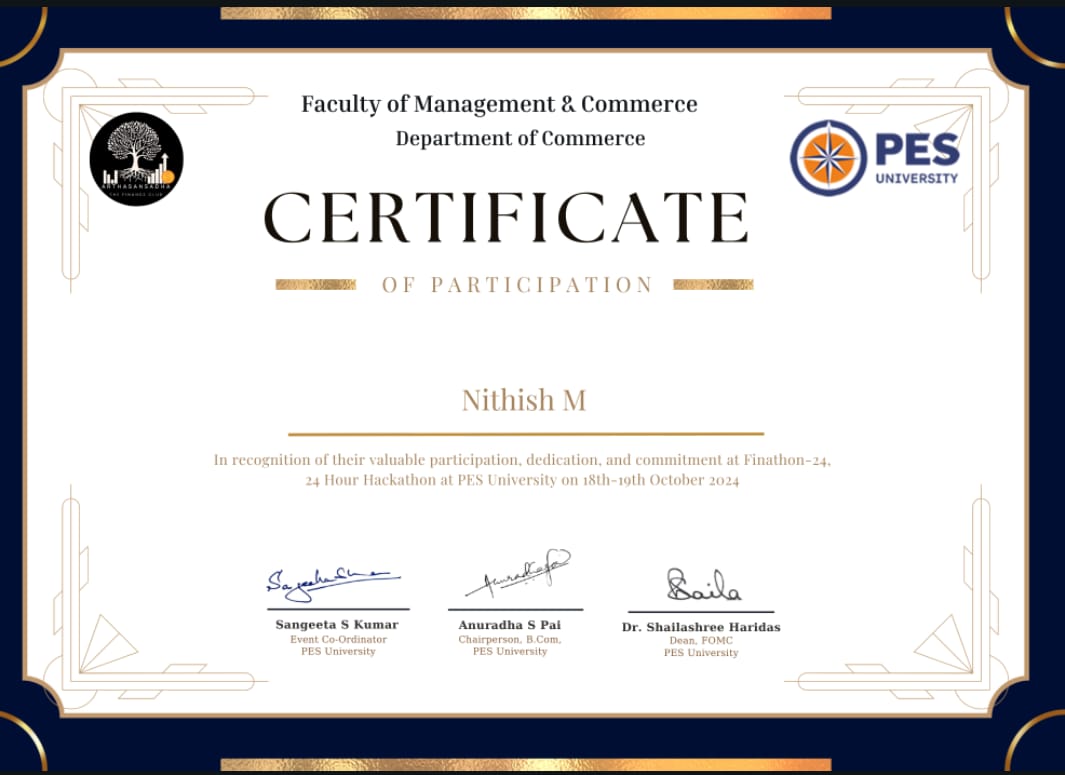 Faculty of Management & Commerce
Department of Commerce
ARTHASANSADHA
THE FINANCE CLUB
PES
UNIVERSITY
CERTIFICATE
OF PARTICIPATION
Nithish M
In recognition of their valuable participation, dedication, and commitment at Finathon-24,
24 Hour Hackathon at PES University on 18th-19th October 2024
Saila
Sangeeta S Kumar
Event Co-Ordinator
PES University
Anuradha S Pai
Chairperson, B.Com,
PES University
Dr. Shailashree Haridas
Dean, FOMC
PES University